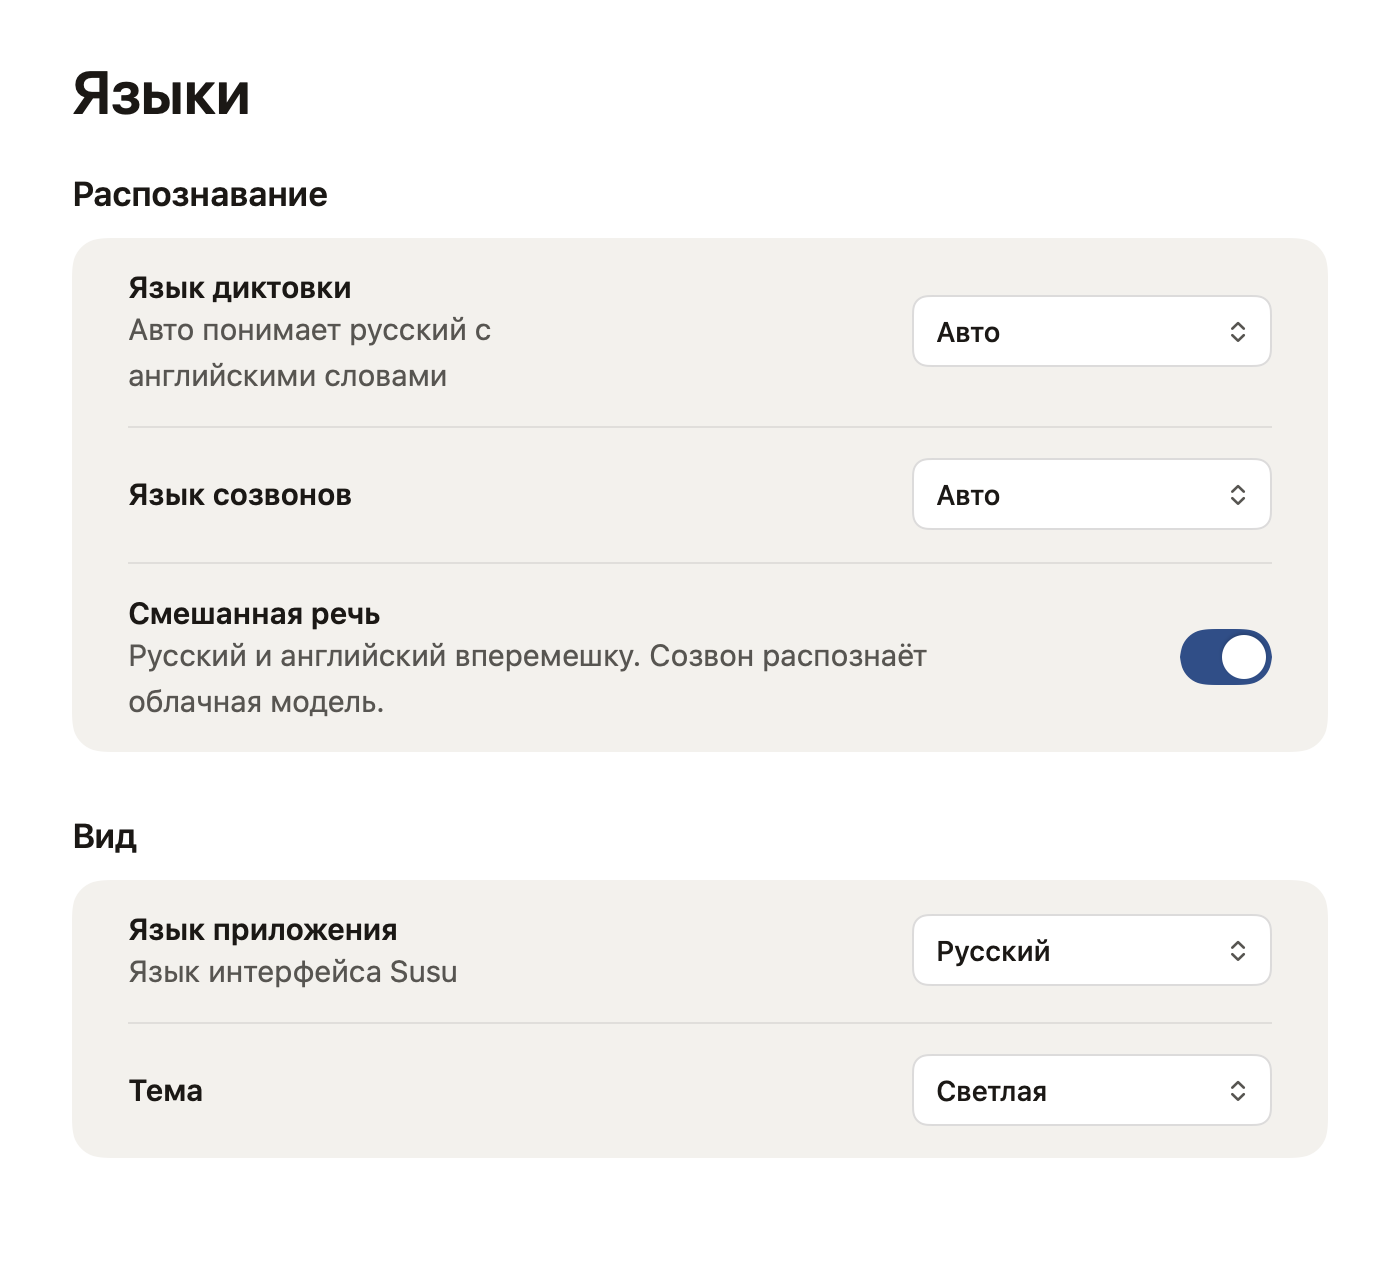 Языки
Распознавание
Язык диктовки
Авто понимает русский с
английскими словами
Авто
Язык созвонов
Авто
Смешанная речь
Русский и английский вперемешку. Созвон распознаёт
облачная модель.
Вид
Язык приложения
Язык интерфейса Susu
Русский
Тема
Светлая